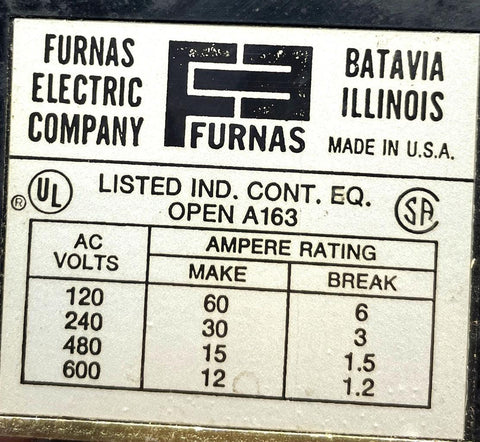 FURNAS
ELECTRIC
COMPANY
FURNAS
BATAVIA
ILLINOIS
MADE IN U.S.A.
® UL LISTED IND. CONT. EQ. SA
OPEN A163
AC VOLTS AMPERE RATING
MAKE BREAK
120 60 6
240 30 3
480 15 1.5
600 12 1.2